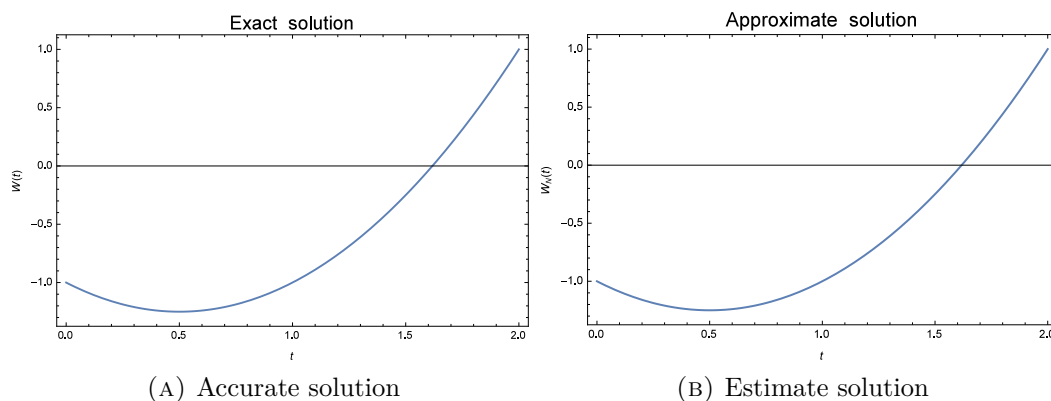 Exact solution
1.0
0.5
0.0
-0.5
-1.0
W(t)
0.0 0.5 1.0 1.5 2.0
t
(A) Accurate solution
Approximate solution
1.0
0.5
0.0
-0.5
-1.0
W_N(t)
0.0 0.5 1.0 1.5 2.0
t
(B) Estimate solution